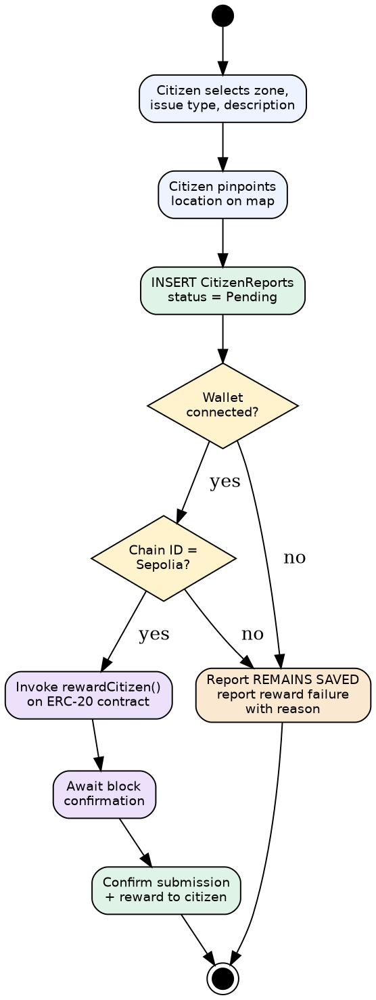 Citizen selects zone,
issue type, description
Citizen pinpoints
location on map
INSERT CitizenReports
status = Pending
Wallet
connected?
yes
no
Chain ID =
Sepolia?
yes
no
Invoke rewardCitizen()
on ERC-20 contract
Report REMAINS SAVED
report reward failure
with reason
Await block
confirmation
Confirm submission
+ reward to citizen